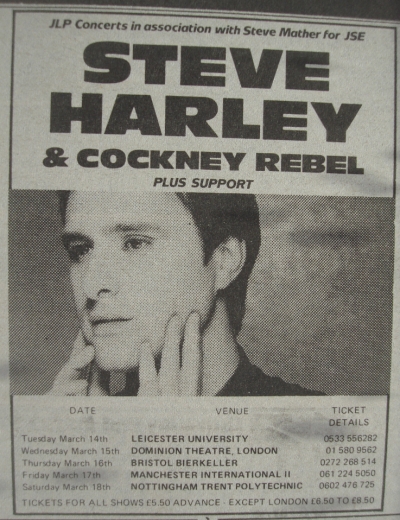 JLP Concerts in association with Steve Mather for JSE
STEVE
HARLEY
& COCKNEY REBEL
PLUS SUPPORT
DATE VENUE TICKET DETAILS
Tuesday March 14th LEICESTER UNIVERSITY 0533 556282
Wednesday March 15th DOMINION THEATRE, LONDON 01 580 9562
Thursday March 16th BRISTOL BIERKELLER 0272 268 514
Friday March 17th MANCHESTER INTERNATIONAL II 061 224 5050
Saturday March 18th NOTTINGHAM TRENT POLYTECHNIC 0602 476 725
TICKETS FOR ALL SHOWS £5.50 ADVANCE · EXCEPT LONDON £6.50 TO £8.50